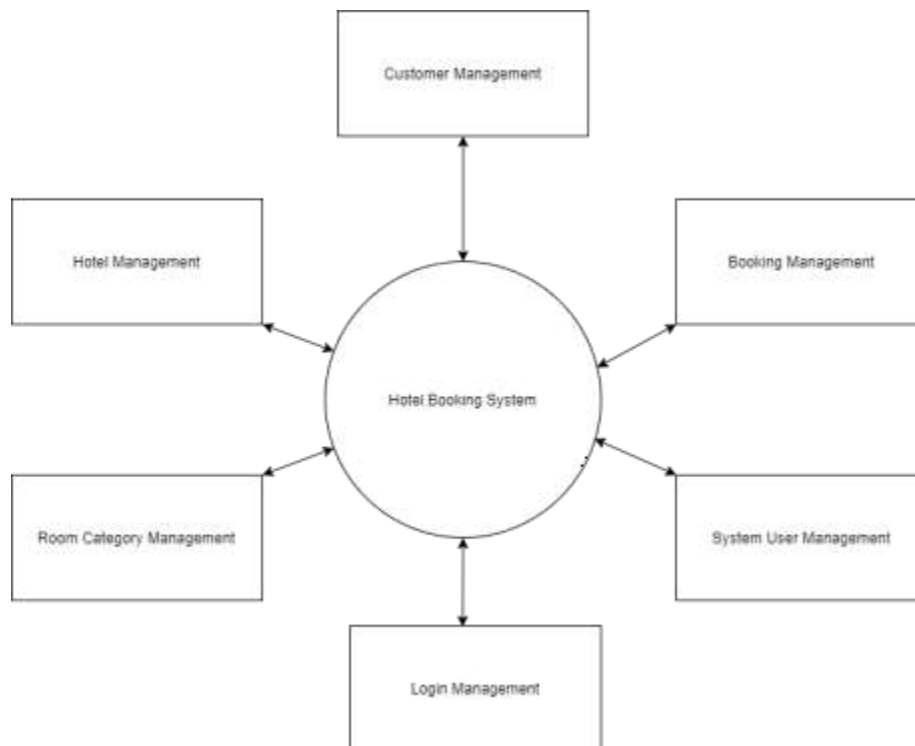 Customer Management
Hotel Management
Booking Management
Hotel Booking System
Room Category Management
System User Management
Login Management